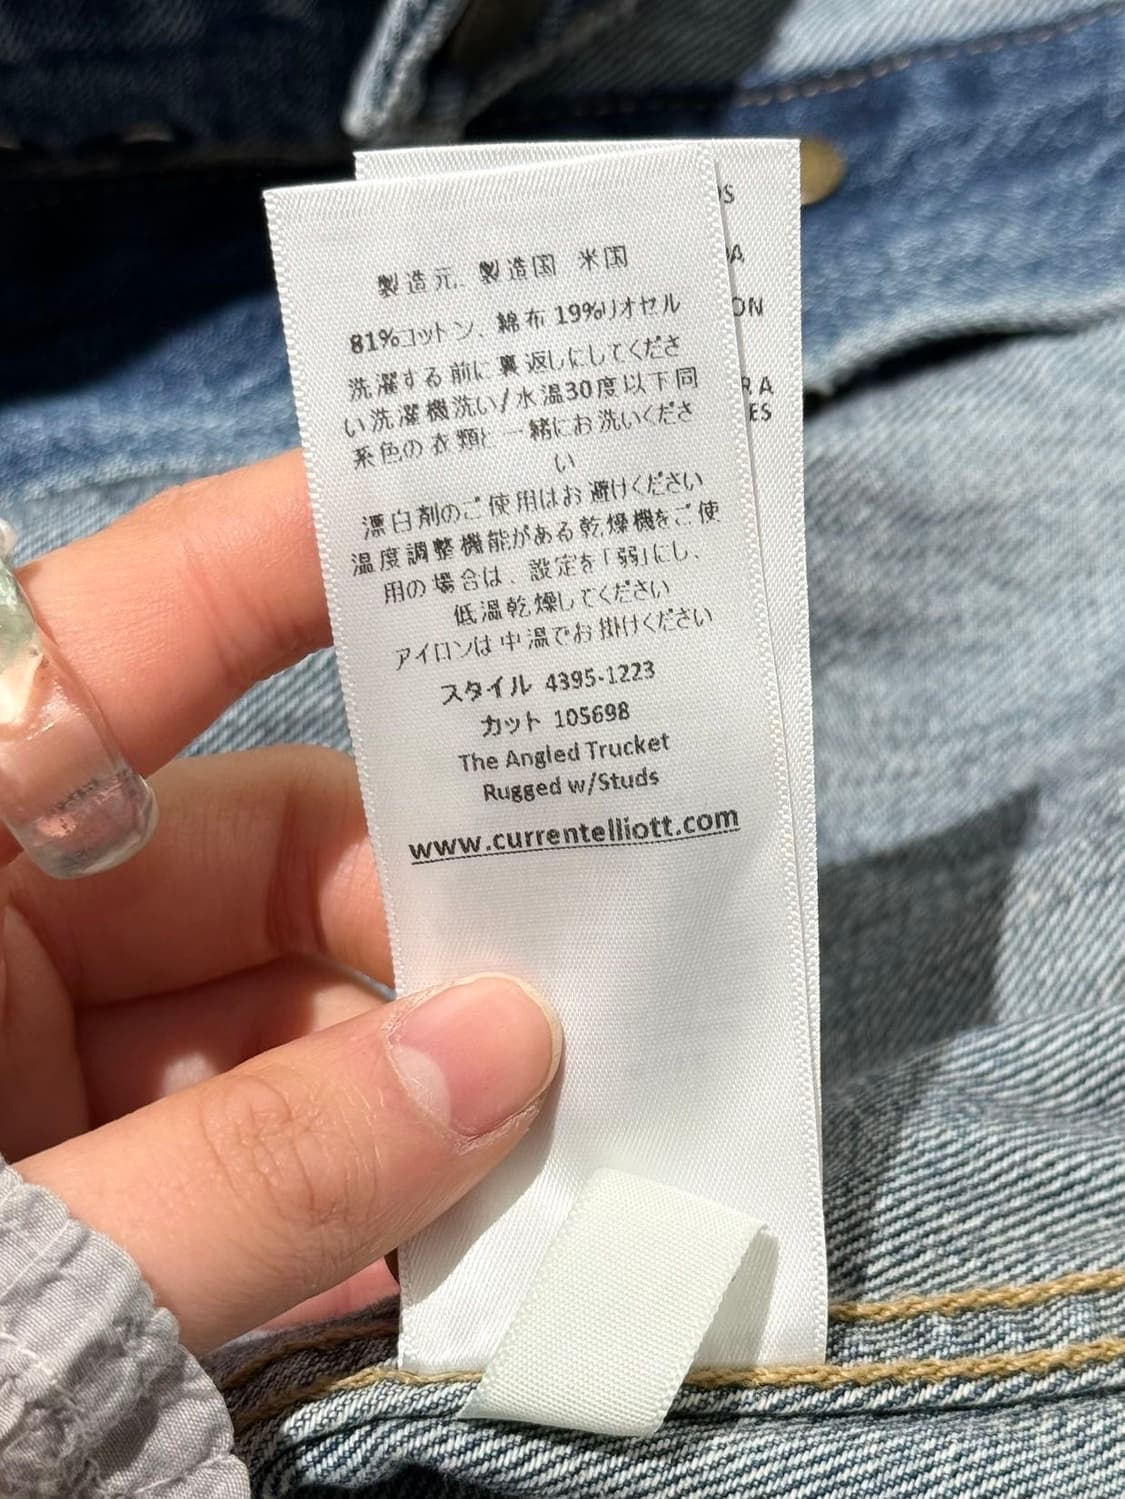 製造元、製造国 米国
81%コットン、綿布 19%リオセル
洗濯する前に裏返しにしてくださ
い洗濯機洗い/水温30度以下同
系色の衣類と一緒にお洗いくださ
い
漂白剤のご使用はお避けください
温度調整機能がある乾燥機をご使
用の場合は、設定を「弱」にし、
低温乾燥してください
アイロンは中温でお掛けください
スタイル 4395-1223
カット 105698
The Angled Trucket
Rugged w/Studs
www.currentelliott.com